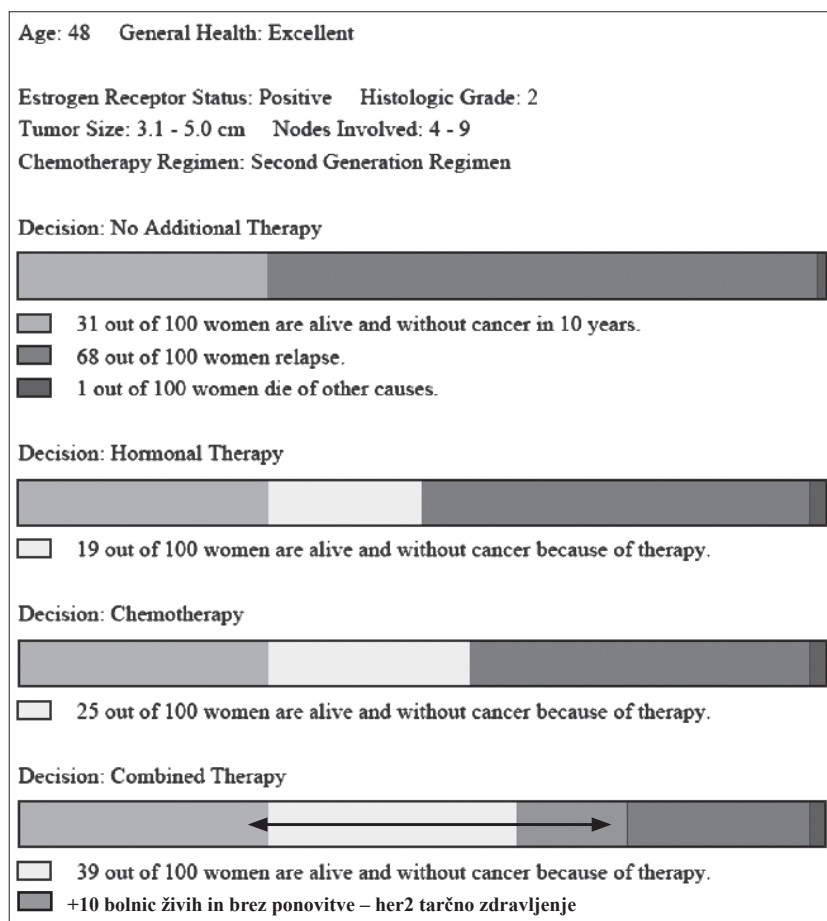 Age: 48 General Health: Excellent
Estrogen Receptor Status: Positive Histologic Grade: 2
Tumor Size: 3.1 - 5.0 cm Nodes Involved: 4 - 9
Chemotherapy Regimen: Second Generation Regimen
Decision: No Additional Therapy
31 out of 100 women are alive and without cancer in 10 years.
68 out of 100 women relapse.
1 out of 100 women die of other causes.
Decision: Hormonal Therapy
19 out of 100 women are alive and without cancer because of therapy.
Decision: Chemotherapy
25 out of 100 women are alive and without cancer because of therapy.
Decision: Combined Therapy
39 out of 100 women are alive and without cancer because of therapy.
+10 bolnic živih in brez ponovitve – her2 tarčno zdravljenje